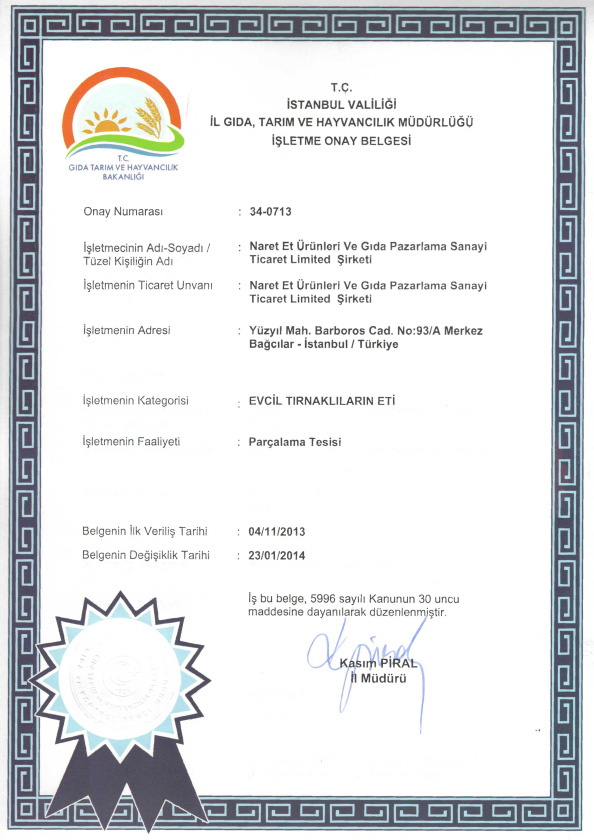 T.C.
İSTANBUL VALİLİĞİ
İL GIDA, TARIM VE HAYVANCILIK MÜDÜRLÜĞÜ
İŞLETME ONAY BELGESİ
T.C.
GIDA TARIM VE HAYVANCILIK
BAKANLIĞI
Onay Numarası : 34-0713
İşletmecinin Adı-Soyadı / : Naret Et Ürünleri Ve Gıda Pazarlama Sanayi
Tüzel Kişiliğin Adı Ticaret Limited Şirketi
İşletmenin Ticaret Unvanı : Naret Et Ürünleri Ve Gıda Pazarlama Sanayi
Ticaret Limited Şirketi
İşletmenin Adresi : Yüzyıl Mah. Barboros Cad. No:93/A Merkez
Bağcılar - İstanbul / Türkiye
İşletmenin Kategorisi : EVCİL TIRNAKLILARIN ETİ
İşletmenin Faaliyeti : Parçalama Tesisi
Belgenin İlk Veriliş Tarihi : 04/11/2013
Belgenin Değişiklik Tarihi : 23/01/2014
İş bu belge, 5996 sayılı Kanunun 30 uncu
maddesine dayanılarak düzenlenmiştir.
Kasım PİRAL
İl Müdürü